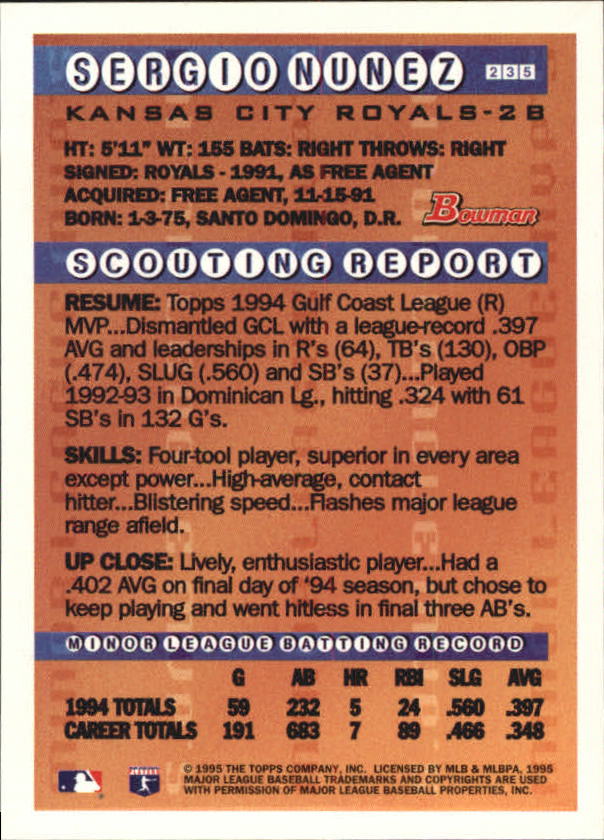 SERGIO NUNEZ 235
KANSAS CITY ROYALS-2B
HT: 5'11" WT: 155 BATS: RIGHT THROWS: RIGHT
SIGNED: ROYALS - 1991, AS FREE AGENT
ACQUIRED: FREE AGENT, 11-15-91
BORN: 1-3-75, SANTO DOMINGO, D.R.
Bowman
SCOUTING REPORT
RESUME: Topps 1994 Gulf Coast League (R)
MVP...Dismantled GCL with a league-record .397
AVG and leaderships in R's (64), TB's (130), OBP
(.474), SLUG (.560) and SB's (37)...Played
1992-93 in Dominican Lg., hitting .324 with 61
SB's in 132 G's.
SKILLS: Four-tool player, superior in every area
except power...High-average, contact
hitter...Blistering speed...Flashes major league
range afield.
UP CLOSE: Lively, enthusiastic player...Had a
.402 AVG on final day of '94 season, but chose to
keep playing and went hitless in final three AB's.
MINOR LEAGUE BATTING RECORD
G AB HR RBI SLG AVG
1994 TOTALS 59 232 5 24 .560 .397
CAREER TOTALS 191 683 7 89 .466 .348
© 1995 THE TOPPS COMPANY, INC. LICENSED BY MLB & MLBPA, 1995
MAJOR LEAGUE BASEBALL TRADEMARKS AND COPYRIGHTS ARE USED
WITH PERMISSION OF MAJOR LEAGUE BASEBALL PROPERTIES, INC.